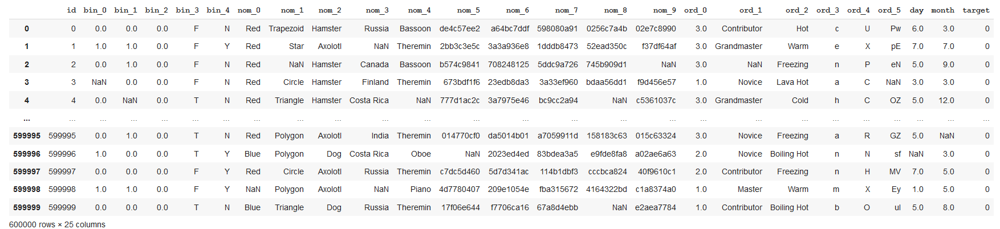 id bin_0 bin_1 bin_2 bin_3 bin_4 nom_0 nom_1 nom_2 nom_3 nom_4 nom_5 nom_6 nom_7 nom_8 nom_9 ord_0 ord_1 ord_2 ord_3 ord_4 ord_5 day month target
0 0 0.0 0.0 0.0 F N Red Trapezoid Hamster Russia Bassoon de4c57ee2 a64bc7ddf 598080a91 0256c7a4b 02e7c8990 3.0 Contributor Hot c U Pw 6.0 3.0 0
1 1 1.0 1.0 0.0 F Y Red Star Axolotl NaN Theremin 2bb3c3e5c 3a3a936e8 1dddb8473 52ead350c f37df64af 3.0 Grandmaster Warm e X pE 7.0 7.0 0
2 2 0.0 1.0 0.0 F N Red NaN Hamster Canada Bassoon b574c9841 708248125 5ddc9a726 745b909d1 NaN 3.0 NaN Freezing n P eN 5.0 9.0 0
3 3 NaN 0.0 0.0 F N Red Circle Hamster Finland Theremin 673bdf1f6 23edb8da3 3a33ef960 bdaa56dd1 f9d456e57 1.0 Novice Lava Hot a C NaN 3.0 3.0 0
4 4 0.0 NaN 0.0 T N Red Triangle Hamster Costa Rica NaN 777d1ac2c 3a7975e46 bc9cc2a94 NaN c5361037c 3.0 Grandmaster Cold h C OZ 5.0 12.0 0
... ... ... ... ... ... ... ... ... ... ... ... ... ... ... ... ... ... ... ... ... ... ... ... ... ...
599995 599995 0.0 1.0 0.0 T N Red Polygon Axolotl India Theremin 014770cf0 da5014b01 a7059911d 158183c63 015c63324 3.0 Novice Freezing a R GZ 5.0 NaN 0
599996 599996 1.0 0.0 0.0 T Y Blue Polygon Dog Costa Rica Oboe NaN 2023ed4ed 83bdea3a5 e9fde8fa8 a02ae6a63 2.0 Novice Boiling Hot n N sf NaN 3.0 0
599997 599997 0.0 0.0 0.0 F Y Red Circle Axolotl Russia Theremin c7dc5d460 5d7d341ac 114b1dbf3 cccbca824 40f9610c1 2.0 Contributor Freezing n H MV 7.0 5.0 0
599998 599998 1.0 1.0 0.0 F Y NaN Polygon Axolotl NaN Piano 4d7780407 209e1054e fba315672 4164322bd c1a8374a0 1.0 Master Warm m X Ey 1.0 5.0 0
599999 599999 0.0 0.0 0.0 T N Blue Triangle Dog Russia Theremin 17f06e644 f7706ca16 67a8d4ebb NaN e2aea7784 1.0 Contributor Boiling Hot b O ul 5.0 8.0 0
600000 rows × 25 columns